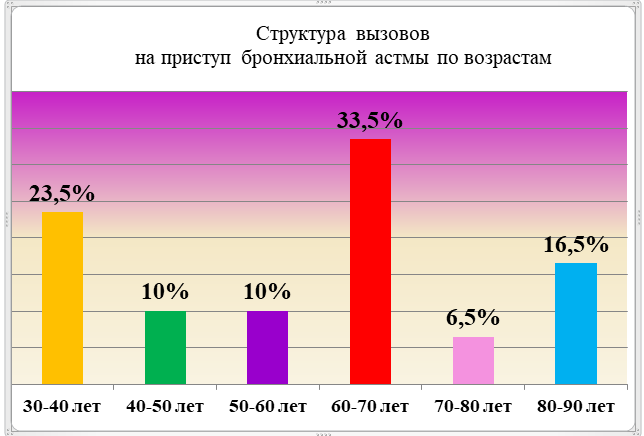 Структура вызовов
на приступ бронхиальной астмы по возрастам
23,5%
10%
10%
33,5%
6,5%
16,5%
30-40 лет
40-50 лет
50-60 лет
60-70 лет
70-80 лет
80-90 лет